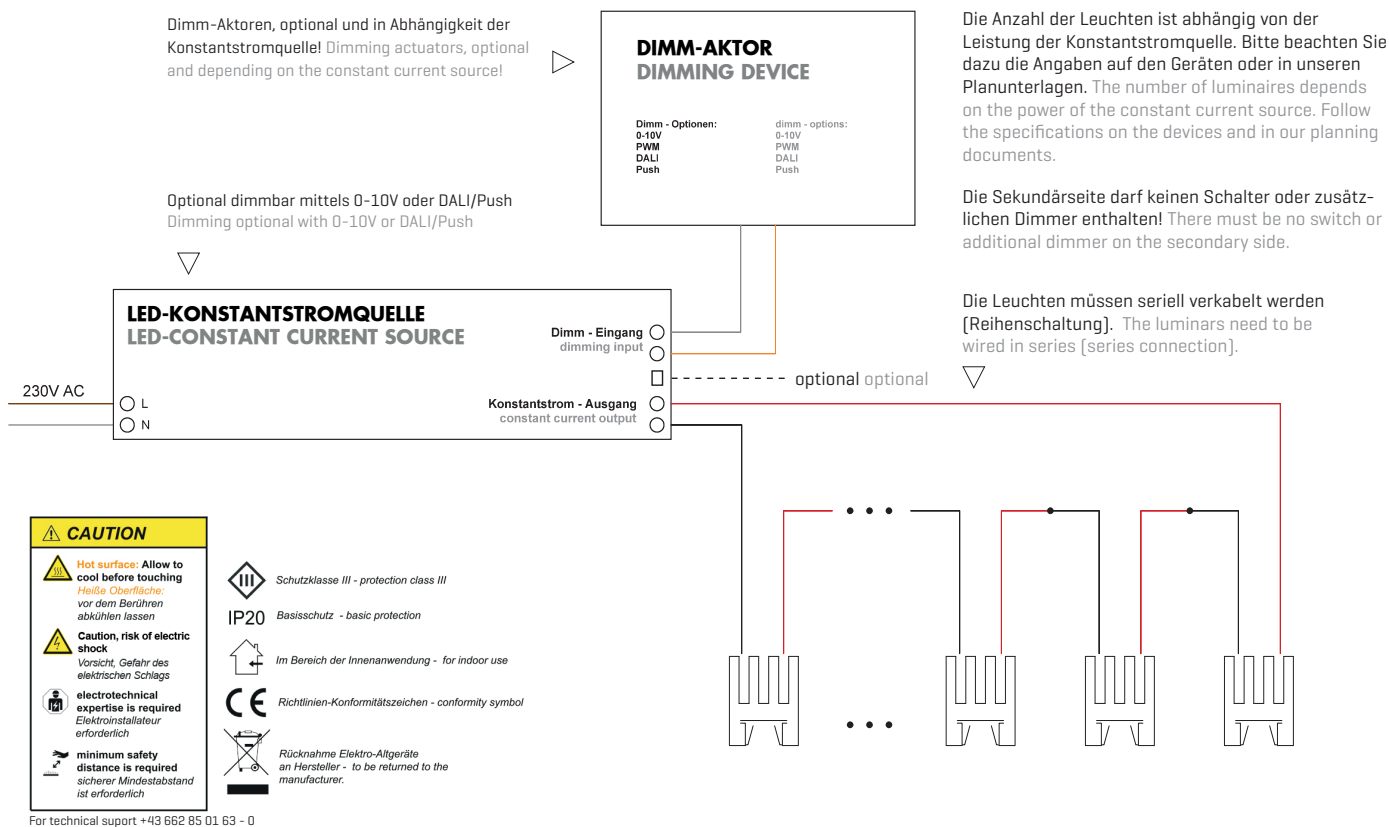 Dimm-Aktoren, optional und in Abhängigkeit der
Konstantstromquelle! Dimming actuators, optional
and depending on the constant current source!
DIMM-AKTOR
DIMMING DEVICE
Dimm - Optionen:
0-10V
PWM
DALI
Push
dimm - options:
0-10V
PWM
DALI
Push
Die Anzahl der Leuchten ist abhängig von der
Leistung der Konstantstromquelle. Bitte beachten Sie
dazu die Angaben auf den Geräten oder in unseren
Planunterlagen. The number of luminaires depends
on the power of the constant current source. Follow
the specifications on the devices and in our planning
documents.
Die Sekundärseite darf keinen Schalter oder zusätz-
lichen Dimmer enthalten! There must be no switch or
additional dimmer on the secondary side.
Die Leuchten müssen seriell verkabelt werden
(Reihenschaltung). The luminars need to be
wired in series (series connection).
Optional dimmbar mittels 0-10V oder DALI/Push
Dimming optional with 0-10V or DALI/Push
LED-KONSTANTSTROMQUELLE
LED-CONSTANT CURRENT SOURCE
Dimm - Eingang
dimming input
optional optional
230V AC
L
N
Konstantstrom - Ausgang
constant current output
CAUTION
Hot surface: Allow to
cool before touching
Heiße Oberfläche:
vor dem Berühren
abkühlen lassen
Caution, risk of electric
shock
Vorsicht, Gefahr des
elektrischen Schlags
electrotechnical
expertise is required
Elektroinstallateur
erforderlich
minimum safety
distance is required
sicherer Mindestabstand
ist erforderlich
III
Schutzklasse III - protection class III
IP20
Basisschutz - basic protection
Im Bereich der Innenanwendung - for indoor use
CE
Richtlinien-Konformitätszeichen - conformity symbol
Rücknahme Elektro-Altgeräte
an Hersteller - to be returned to the
manufacturer.
For technical suport +43 662 85 01 63 - 0